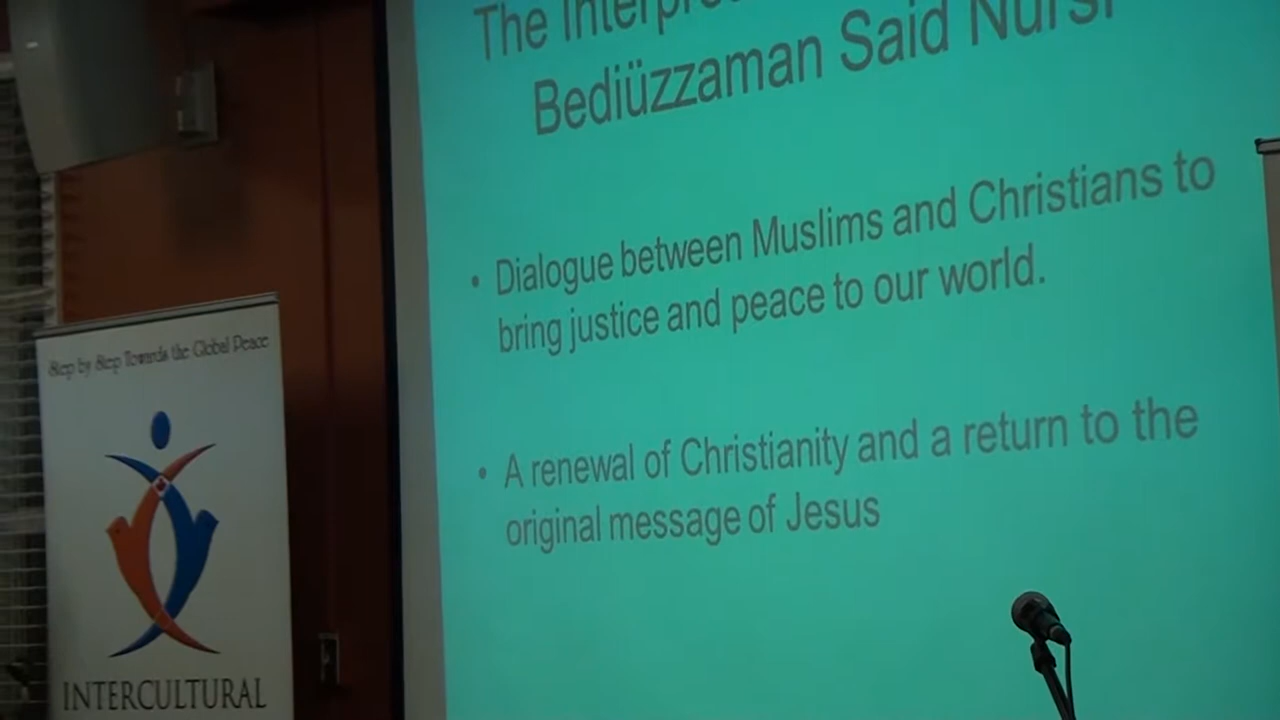 The
Bediüzzaman Said Nursi
• Dialogue between Muslims and Christians to
bring justice and peace to our world.
• A renewal of Christianity and a return to the
original message of Jesus
Step by Step Towards the Global Peace
INTERCULTURAL